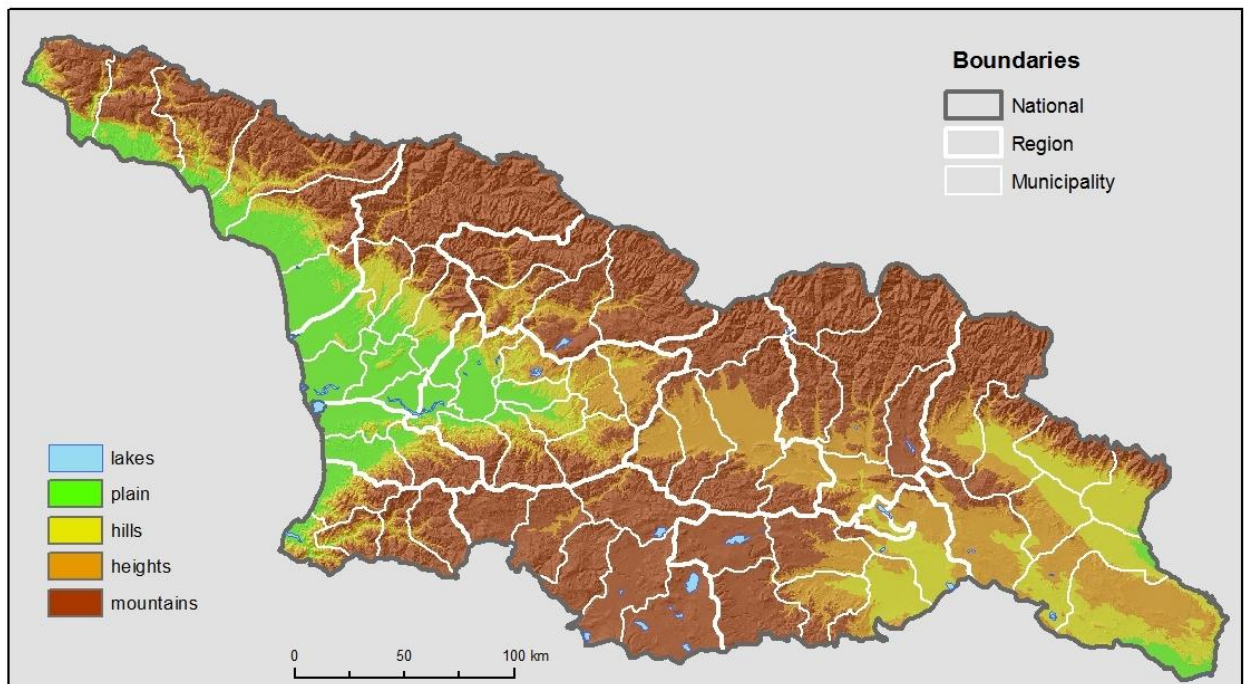 Boundaries
National
Region
Municipality
lakes
plain
hills
heights
mountains
0 50 100 km